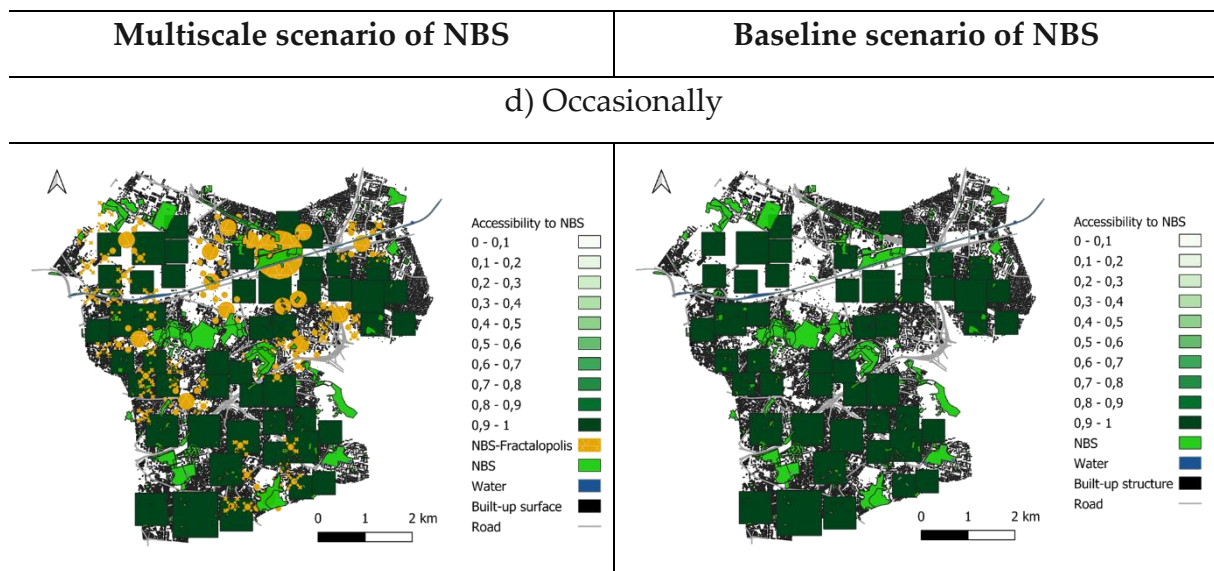 Multiscale scenario of NBS
Baseline scenario of NBS
d) Occasionally
Accessibility to NBS
0 - 0,1
0,1 - 0,2
0,2 - 0,3
0,3 - 0,4
0,4 - 0,5
0,5 - 0,6
0,6 - 0,7
0,7 - 0,8
0,8 - 0,9
0,9 - 1
NBS-Fractalopolis
NBS
Water
Built-up surface
Road
0 1 2 km
Accessibility to NBS
0 - 0,1
0,1 - 0,2
0,2 - 0,3
0,3 - 0,4
0,4 - 0,5
0,5 - 0,6
0,6 - 0,7
0,7 - 0,8
0,8 - 0,9
0,9 - 1
NBS
Water
Built-up structure
Road
0 1 2 km